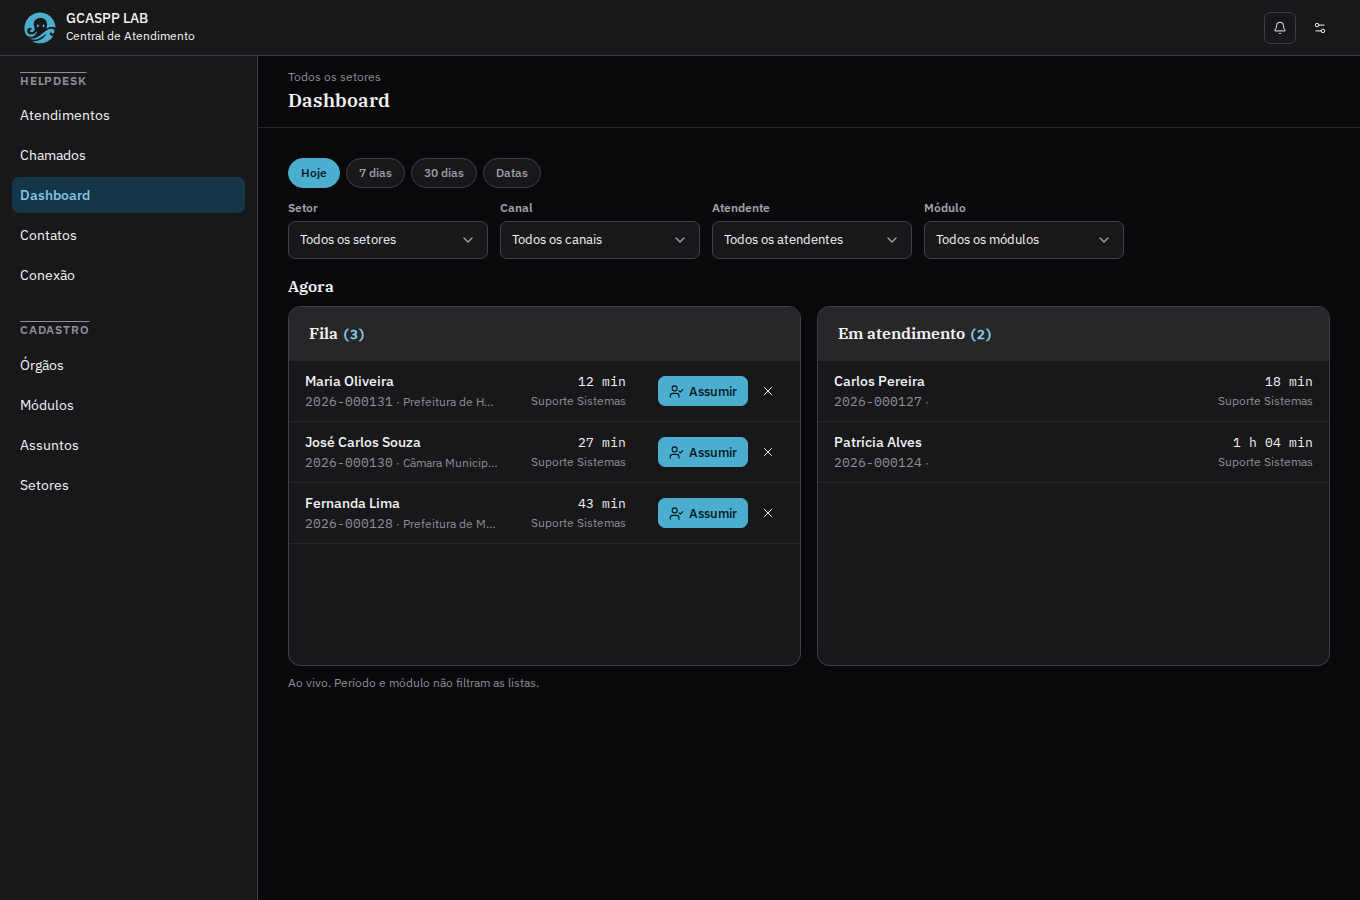 GCASPP LAB
Central de Atendimento
HELPDESK
Atendimentos
Chamados
Dashboard
Contatos
Conexão
CADASTRO
Órgãos
Módulos
Assuntos
Setores
Todos os setores
Dashboard
Hoje 7 dias 30 dias Datas
Setor Canal Atendente Módulo
Todos os setores Todos os canais Todos os atendentes Todos os módulos
Agora
Fila (3)
Maria Oliveira 12 min
2026-000131 · Prefeitura de H... Suporte Sistemas Assumir
José Carlos Souza 27 min
2026-000130 · Câmara Municip... Suporte Sistemas Assumir
Fernanda Lima 43 min
2026-000128 · Prefeitura de M... Suporte Sistemas Assumir
Em atendimento (2)
Carlos Pereira 18 min
2026-000127 · Suporte Sistemas
Patrícia Alves 1 h 04 min
2026-000124 · Suporte Sistemas
Ao vivo. Período e módulo não filtram as listas.